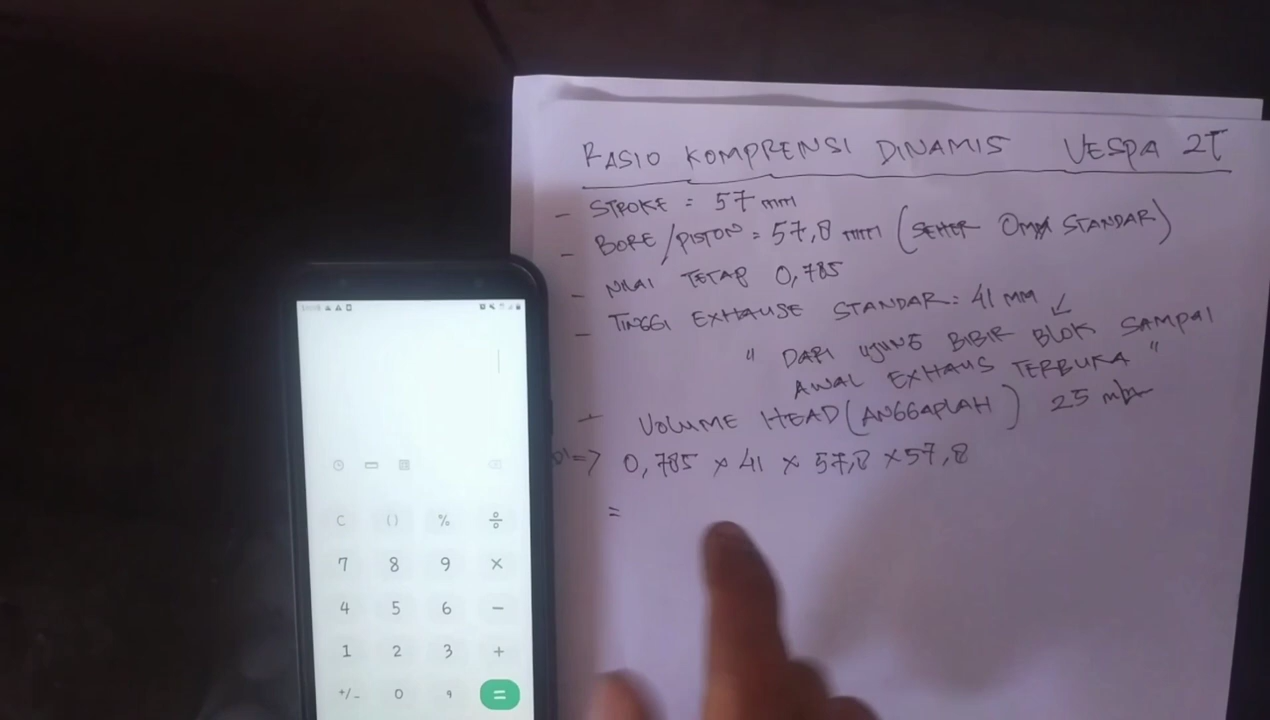 RASIO KOMPRENSI DINAMIS VESPA 2T
- STROKE = 57 mm
- BORE/PISTON = 57,8 mm (SEHER STANDAR)
- NILAI TETAP 0,785
- TINGGI EXHAUSE STANDAR : 41 MM
" DARI UJUNG BIBIR BLOK SAMPAI
AWAL EXHAUS TERBUKA "
- VOLUME HEAD (ANGGAPLAH) 25
=> 0,785 x 41 x 57,8 x 57,8
=
C () % ÷
7 8 9 ×
4 5 6 −
1 2 3 +
+/- 0 , =